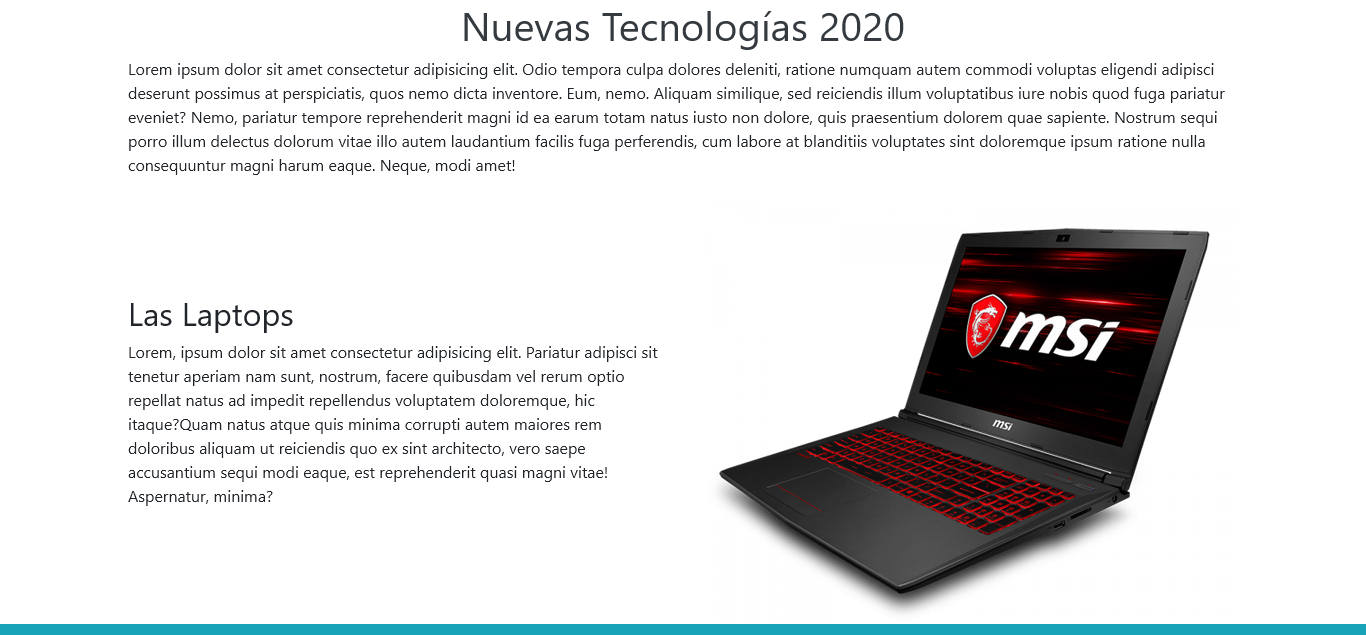 Nuevas Tecnologías 2020
Lorem ipsum dolor sit amet consectetur adipisicing elit. Odio tempora culpa dolores deleniti, ratione numquam autem commodi voluptas eligendi adipisci
deserunt possimus at perspiciatis, quos nemo dicta inventore. Eum, nemo. Aliquam similique, sed reiciendis illum voluptatibus iure nobis quod fuga pariatur
eveniet? Nemo, pariatur tempore reprehenderit magni id ea earum totam natus iusto non dolore, quis praesentium dolorem quae sapiente. Nostrum sequi
porro illum delectus dolorum vitae illo autem laudantium facilis fuga perferendis, cum labore at blanditiis voluptates sint doloremque ipsum ratione nulla
consequuntur magni harum eaque. Neque, modi amet!
Las Laptops
Lorem, ipsum dolor sit amet consectetur adipisicing elit. Pariatur adipisci sit
tenetur aperiam nam sunt, nostrum, facere quibusdam vel rerum optio
repellat natus ad impedit repellendus voluptatem doloremque, hic
itaque?Quam natus atque quis minima corrupti autem maiores rem
doloribus aliquam ut reiciendis quo ex sint architecto, vero saepe
accusantium sequi modi eaque, est reprehenderit quasi magni vitae!
Aspernatur, minima?
msi
msi